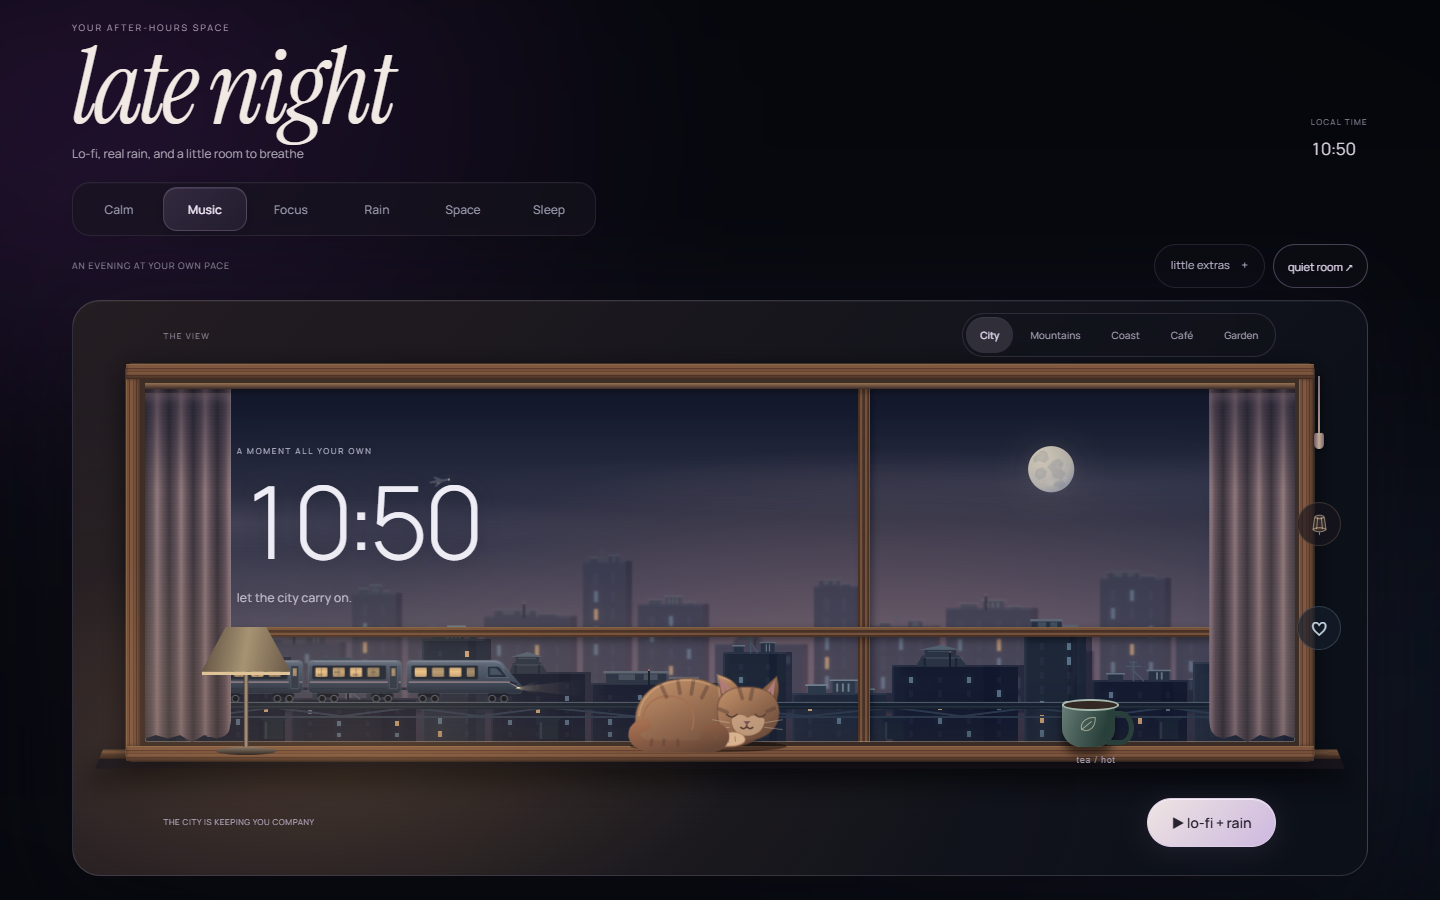 YOUR AFTER-HOURS SPACE
late night
Lo-fi, real rain, and a little room to breathe
LOCAL TIME
10:50
Calm Music Focus Rain Space Sleep
AN EVENING AT YOUR OWN PACE
little extras +
quiet room ↗
THE VIEW
City Mountains Coast Café Garden
A MOMENT ALL YOUR OWN
10:50
let the city carry on.
tea / hot
THE CITY IS KEEPING YOU COMPANY
▶ lo-fi + rain